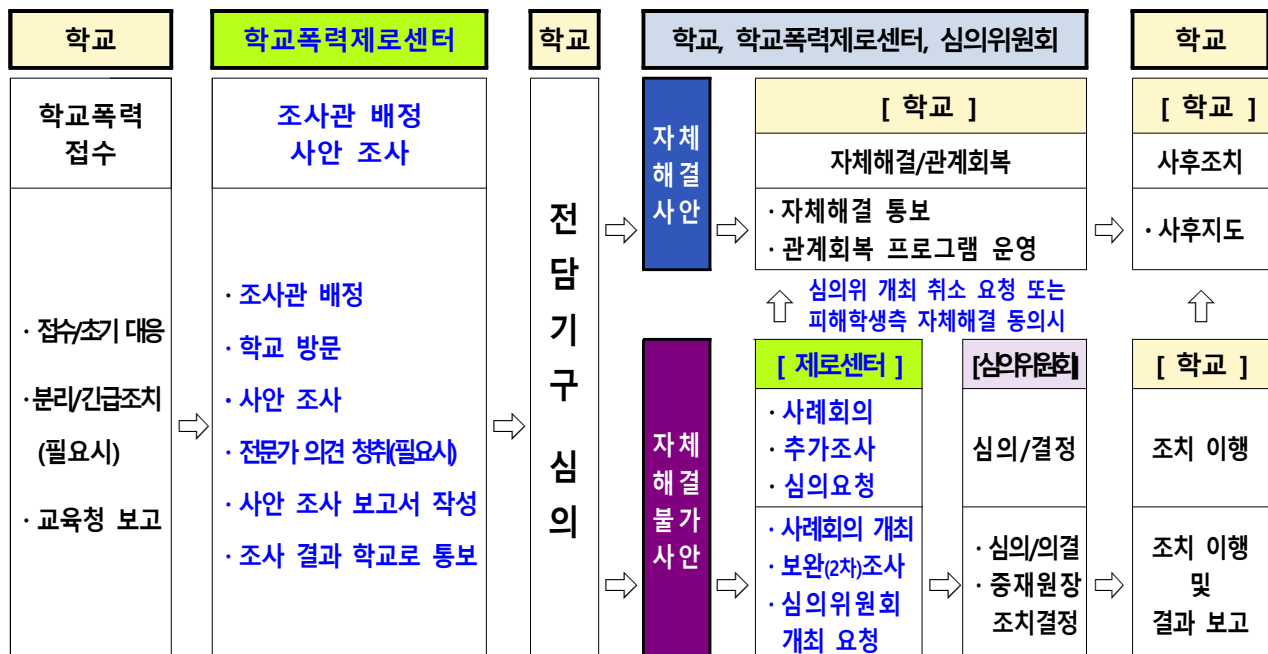 학교
학교폭력제로센터
학교
학교, 학교폭력제로센터, 심의위원회
학교
학교폭력
접수
· 접수/초기 대응
· 분리/긴급조치
(필요시)
· 교육청 보고
조사관 배정
사안 조사
· 조사관 배정
· 학교 방문
· 사안 조사
· 전문가 의견 청취(필요시)
· 사안 조사 보고서 작성
· 조사 결과 학교로 통보
전
담
기
구
심
의
자체
해결
사안
[ 학교 ]
자체해결/관계회복
· 자체해결 통보
· 관계회복 프로그램 운영
[ 학교 ]
사후조치
· 사후지도
심의위 개최 취소 요청 또는
피해학생측 자체해결 동의시
자체
해결
불가
사안
[ 제로센터 ]
· 사례회의
· 추가조사
· 심의요청
· 사례회의 개최
· 보완(2차)조사
· 심의위원회
개최 요청
[심의위원회]
심의/결정
· 심의/의결
· 중재원장
조치결정
[ 학교 ]
조치 이행
조치 이행
및
결과 보고